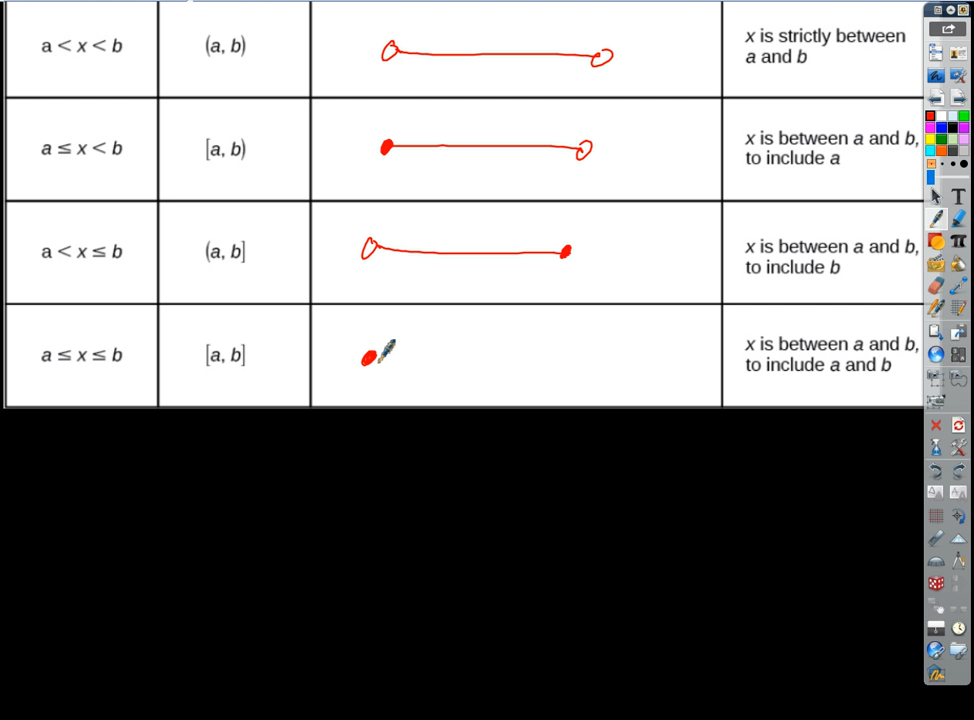 a < x < b
(a, b)
x is strictly between
a and b
a ≤ x < b
[a, b)
x is between a and b,
to include a
a < x ≤ b
(a, b]
x is between a and b,
to include b
a ≤ x ≤ b
[a, b]
x is between a and b,
to include a and b
T
π